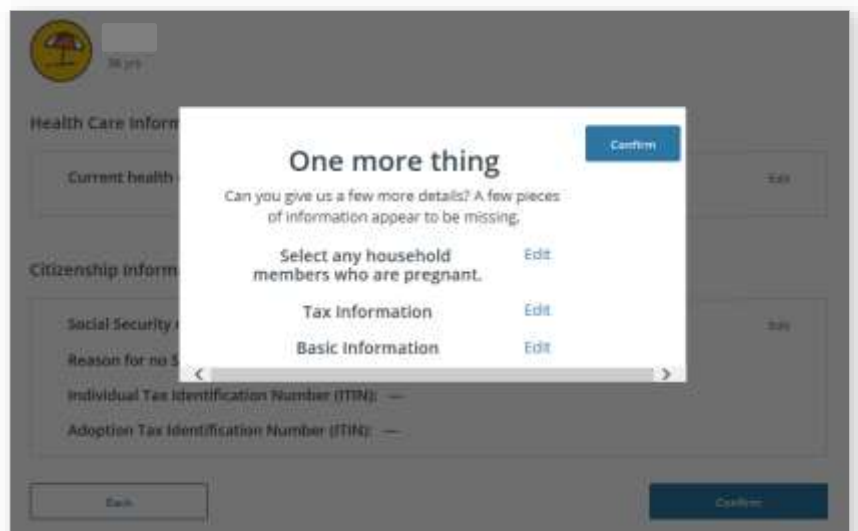 36 yrs
Health Care Inform
Current health
Edit
Confirm
One more thing
Can you give us a few more details? A few pieces
of information appear to be missing.
Select any household
members who are pregnant.
Edit
Tax Information
Edit
Basic Information
Edit
Citizenship Inform
Social Security
Edit
Reason for no S
Individual Tax Identification Number (ITIN): —
Adoption Tax Identification Number (ITIN): —
Back
Confirm